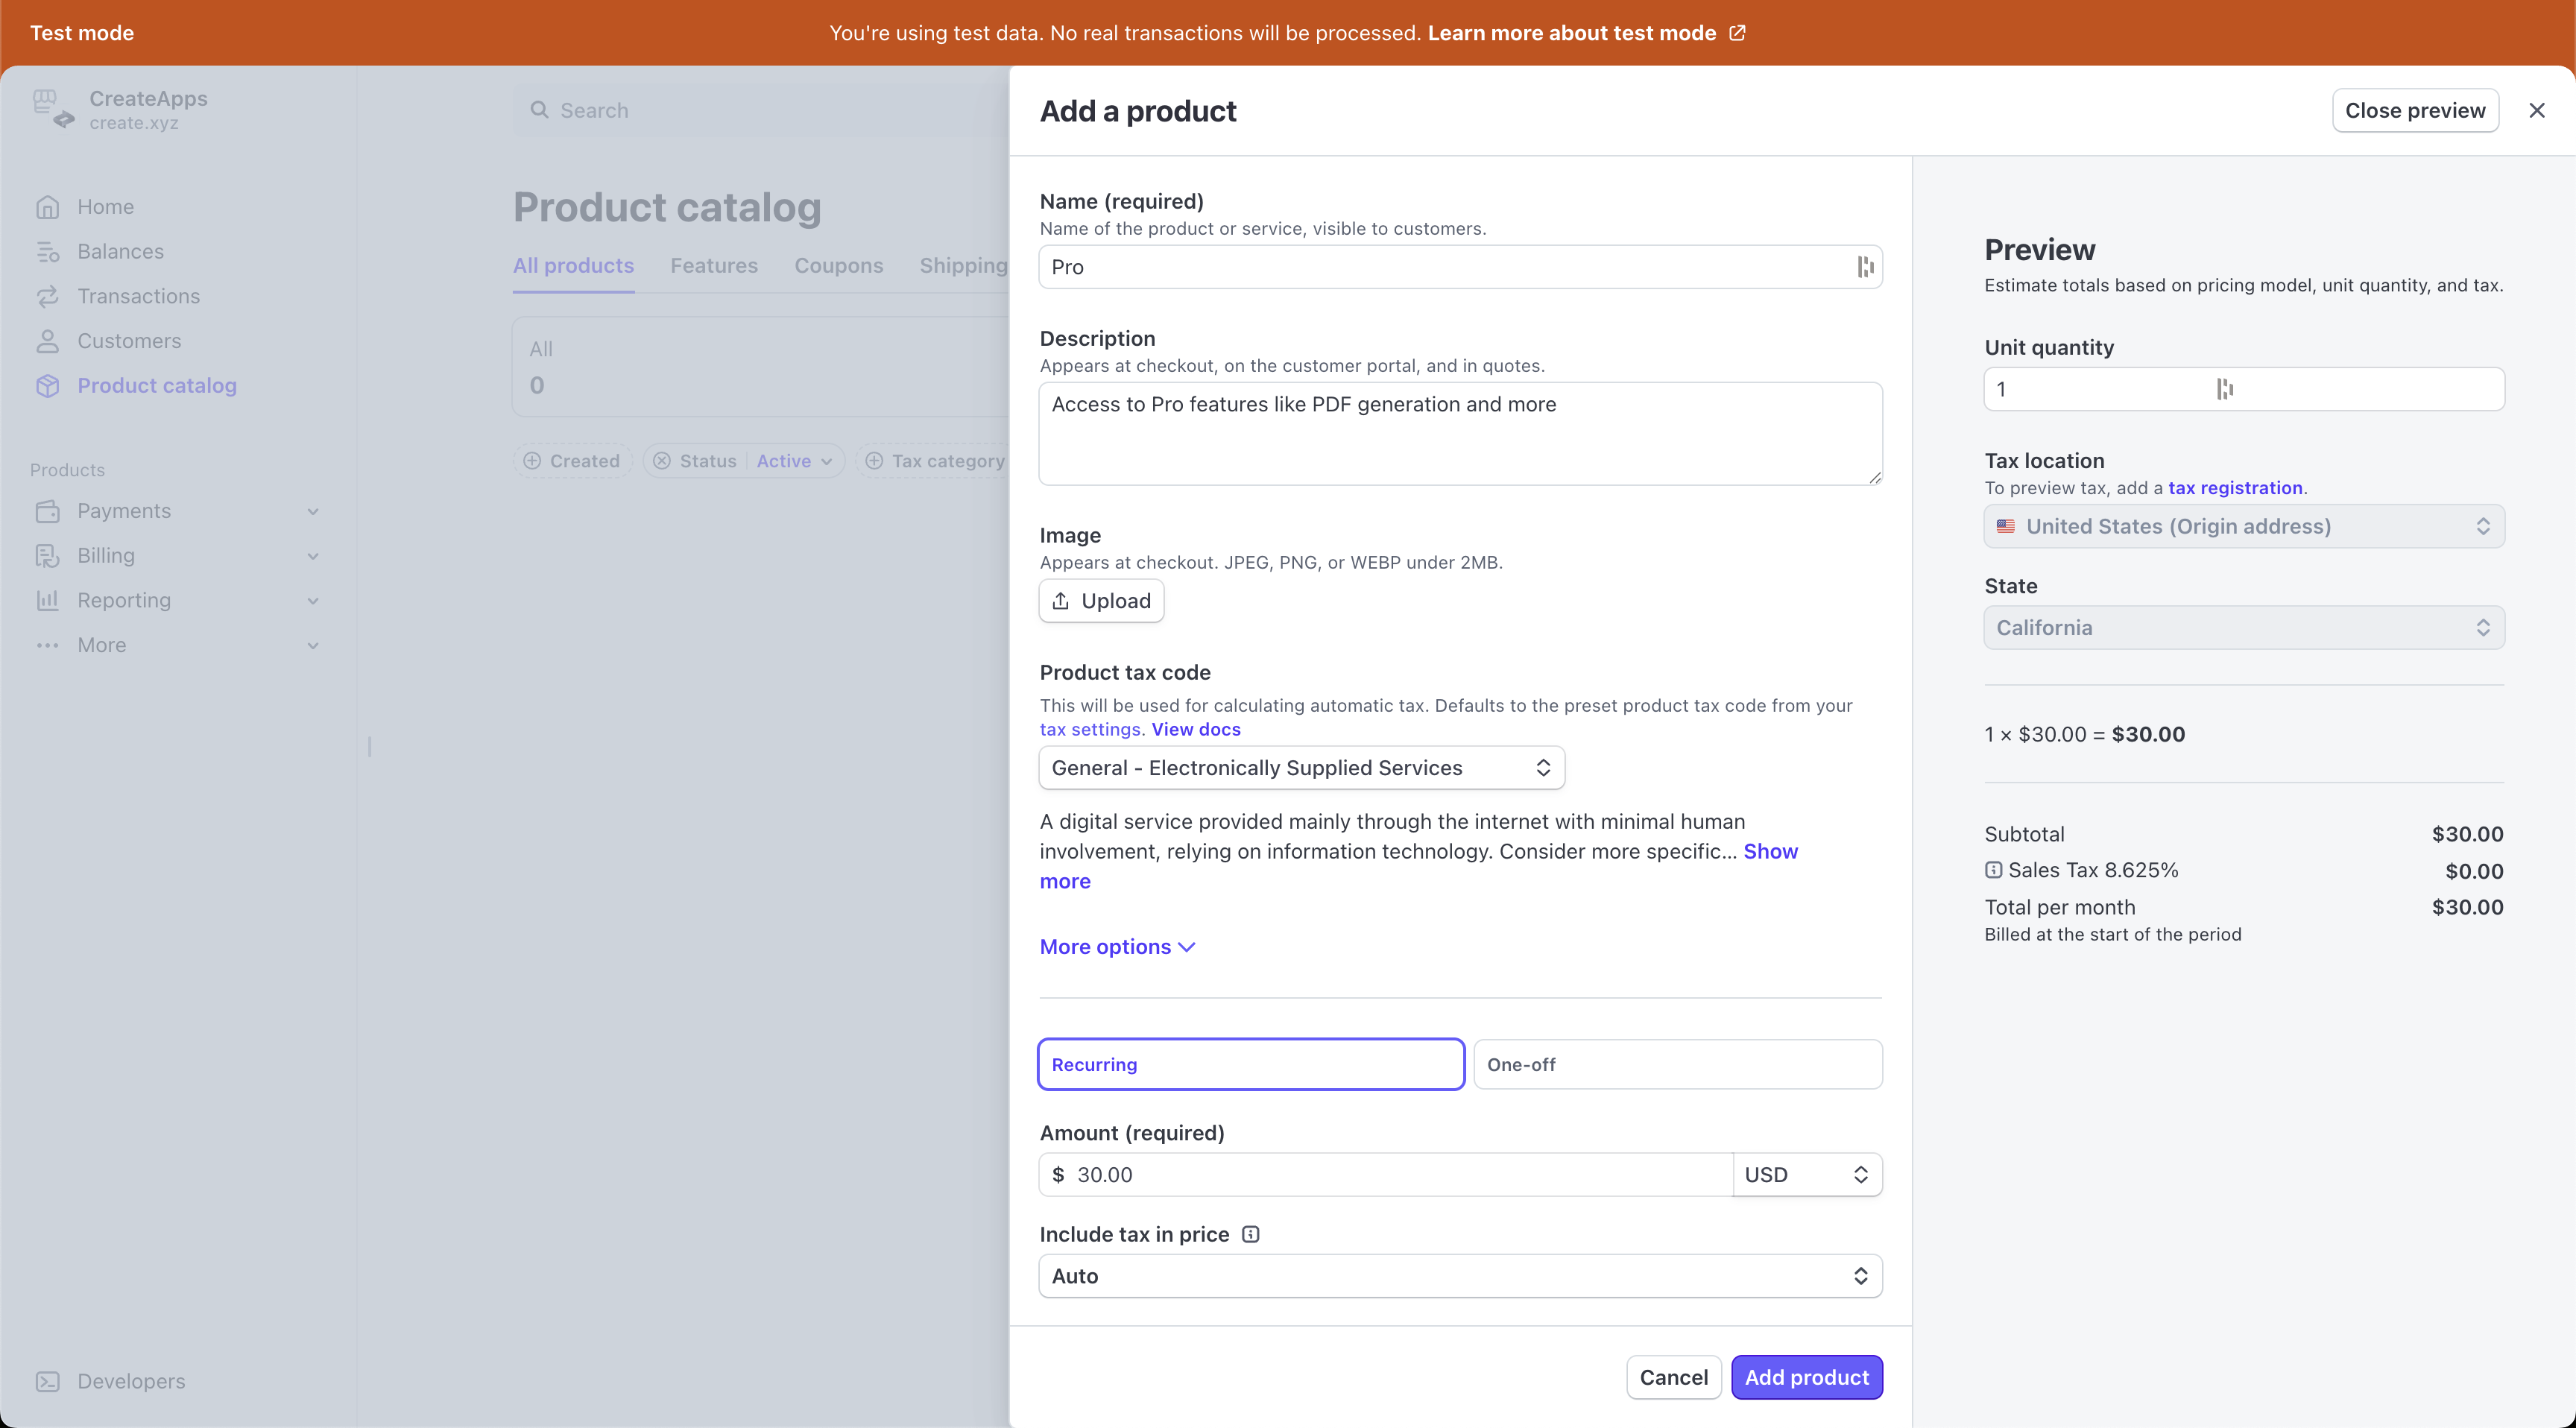 Test mode
You're using test data. No real transactions will be processed. Learn more about test mode
CreateApps
create.xyz
Home
Balances
Transactions
Customers
Product catalog
Products
Payments
Billing
Reporting
More
Developers
Search
Product catalog
All products Features Coupons Shipping
All
0
Created Status Active Tax category
Add a product
Close preview
Name (required)
Name of the product or service, visible to customers.
Pro
Description
Appears at checkout, on the customer portal, and in quotes.
Access to Pro features like PDF generation and more
Image
Appears at checkout. JPEG, PNG, or WEBP under 2MB.
Upload
Product tax code
This will be used for calculating automatic tax. Defaults to the preset product tax code from your
tax settings. View docs
General - Electronically Supplied Services
A digital service provided mainly through the internet with minimal human
involvement, relying on information technology. Consider more specific... Show
more
More options
Recurring
One-off
Amount (required)
$ 30.00
USD
Include tax in price
Auto
Cancel
Add product
Preview
Estimate totals based on pricing model, unit quantity, and tax.
Unit quantity
1
Tax location
To preview tax, add a tax registration.
United States (Origin address)
State
California
1 × $30.00 = $30.00
Subtotal $30.00
Sales Tax 8.625% $0.00
Total per month $30.00
Billed at the start of the period